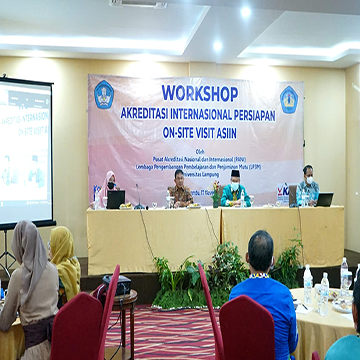 WORKSHOP
AKREDITASI INTERNASIONAL PERSIAPAN
ON-SITE VISIT ASIIN
Oleh
Pusat Akreditasi Nasional dan Internasional (PANI)
Lembaga Pengembangan Pembelajaran dan Penjaminan Mutu (LP3M)
Universitas Lampung